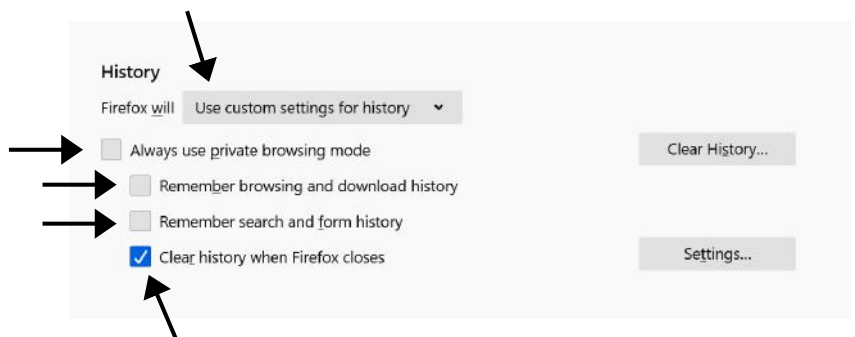 History
Firefox will Use custom settings for history
Always use private browsing mode
Clear History...
Remember browsing and download history
Remember search and form history
Clear history when Firefox closes
Settings...